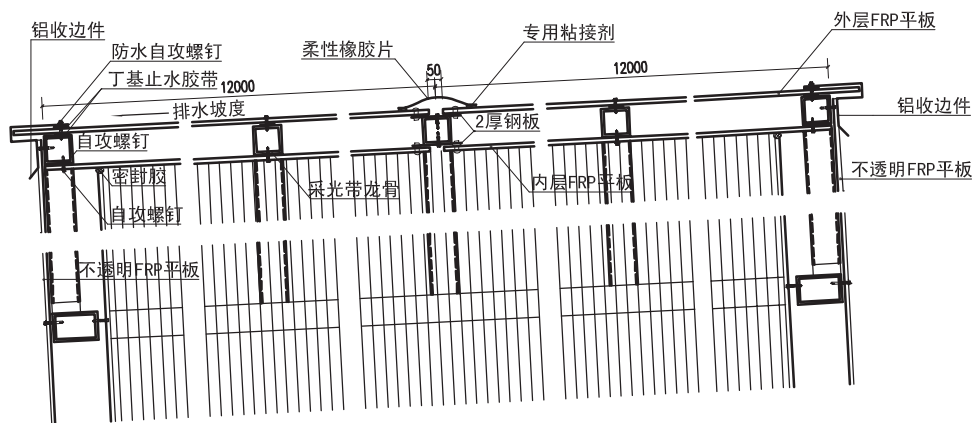 外层FRP平板
铝收边件
专用粘接剂
防水自攻螺钉
柔性橡胶片
丁基止水胶带
50
12000
12000
排水坡度
铝收边件
2厚钢板
自攻螺钉
不透明FRP平板
密封胶
采光带龙骨
内层FRP平板
自攻螺钉
不透明FRP平板